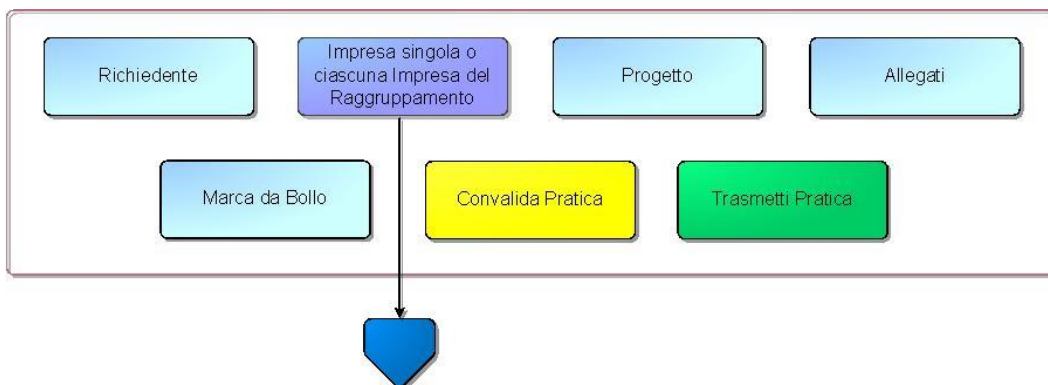 Richiedente
Impresa singola o
ciascuna Impresa del
Raggruppamento
Progetto
Allegati
Marca da Bollo
Convalida Pratica
Trasmetti Pratica